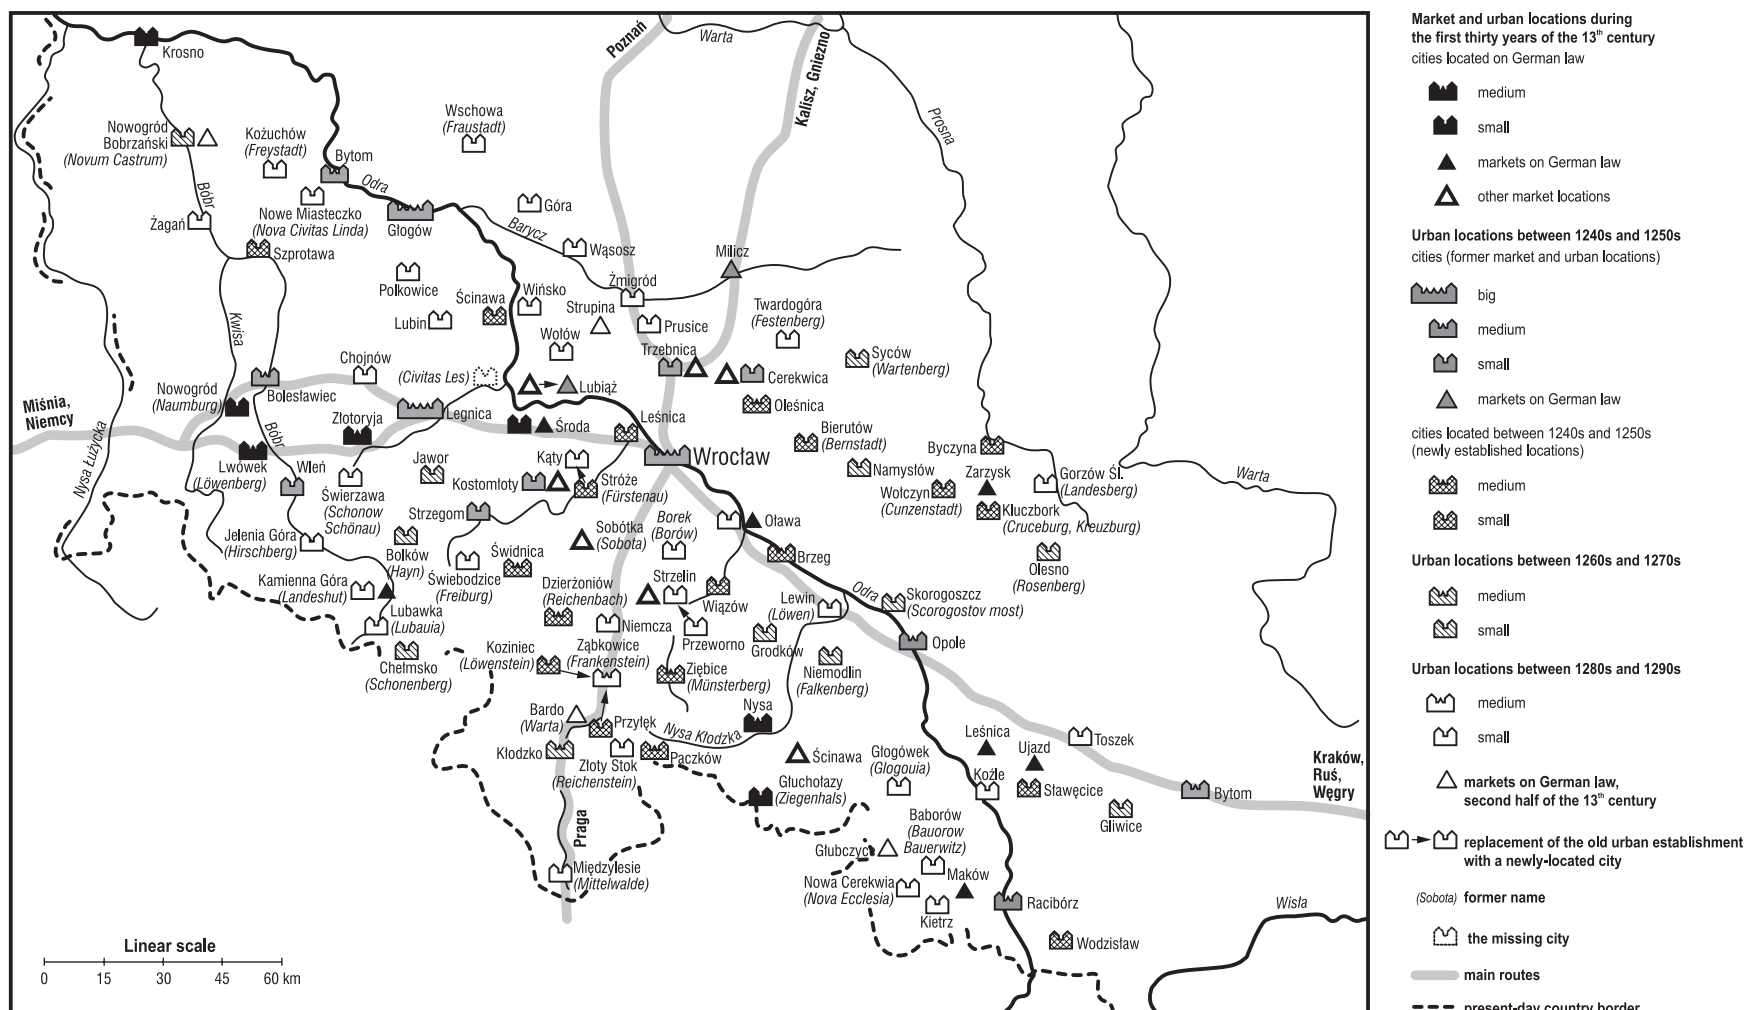 Krosno
Poznań
Warta
Kalisz, Gniezno
Prosna
Wschowa
(Fraustadt)
Nowogród
Bobrzański
(Novum Castrum)
Kożuchów
(Freystadt)
Bytom
Odra
Bóbr
Nowe Miasteczko
(Nova Civitas Linda)
Głogów
Góra
Barycz
Żagań
Szprotawa
Wąsosz
Milicz
Polkowice
Ścinawa
Wińsko
Żmigród
Strupina
Twardogóra
(Festenberg)
Lubin
Prusice
Wołów
Kwisa
Trzebnica
Syców
(Wartenberg)
Chojnów
(Civitas Les)
Cerekwica
Nowogród
(Naumburg)
Bolesławiec
Lubiąż
Oleśnica
Miśnia,
Niemcy
Złotoryja
Legnica
Środa
Leśnica
Bierutów
(Bernstadt)
Byczyna
Nysa Łużycka
Bóbr
Lwówek
(Löwenberg)
Wleń
Jawor
Kąty
Wrocław
Namysłów
Zarzysk
Gorzów Śl.
(Landesberg)
Warta
Świerzawa
(Schonow
Schönau)
Kostomłoty
Stróże
(Fürstenau)
Wołczyn
(Cunzenstadt)
Kluczbork
(Cruceburg, Kreuzburg)
Strzegom
Sobótka
(Sobota)
Borek
(Borów)
Oława
Jelenia Góra
(Hirschberg)
Bolków
(Hayn)
Świebodzice
(Freiburg)
Świdnica
Brzeg
Olesno
(Rosenberg)
Kamienna Góra
(Landeshut)
Dzierżoniów
(Reichenbach)
Strzelin
Wiązów
Lewin
(Löwen)
Odra
Skorogoszcz
(Scorogostov most)
Lubawka
(Lubauia)
Niemcza
Przeworno
Grodków
Opole
Koziniec
(Löwenstein)
Ząbkowice
(Frankenstein)
Chełmsko
(Schonenberg)
Ziębice
(Münsterberg)
Niemodlin
(Falkenberg)
Bardo
(Warta)
Przyłęk
Nysa
Nysa Kłodzka
Kłodzko
Złoty Stok
(Reichenstein)
Paczków
Ścinawa
Głogówek
(Glogouia)
Leśnica
Ujazd
Toszek
Głuchołazy
(Ziegenhals)
Koźle
Sławęcice
Bytom
Kraków,
Ruś,
Węgry
Gliwice
Praga
Baborów
(Bauorow
Bauerwitz)
Głubczyce
Międzylesie
(Mittelwalde)
Nowa Cerekwia
(Nova Ecclesia)
Maków
Kietrz
Racibórz
Wisła
Wodzisław
Linear scale
0 15 30 45 60 km
Market and urban locations during
the first thirty years of the 13th century
cities located on German law
medium
small
markets on German law
other market locations
Urban locations between 1240s and 1250s
cities (former market and urban locations)
big
medium
small
markets on German law
cities located between 1240s and 1250s
(newly established locations)
medium
small
Urban locations between 1260s and 1270s
medium
small
Urban locations between 1280s and 1290s
medium
small
markets on German law,
second half of the 13th century
replacement of the old urban establishment
with a newly-located city
(Sobota) former name
the missing city
main routes
present-day country border